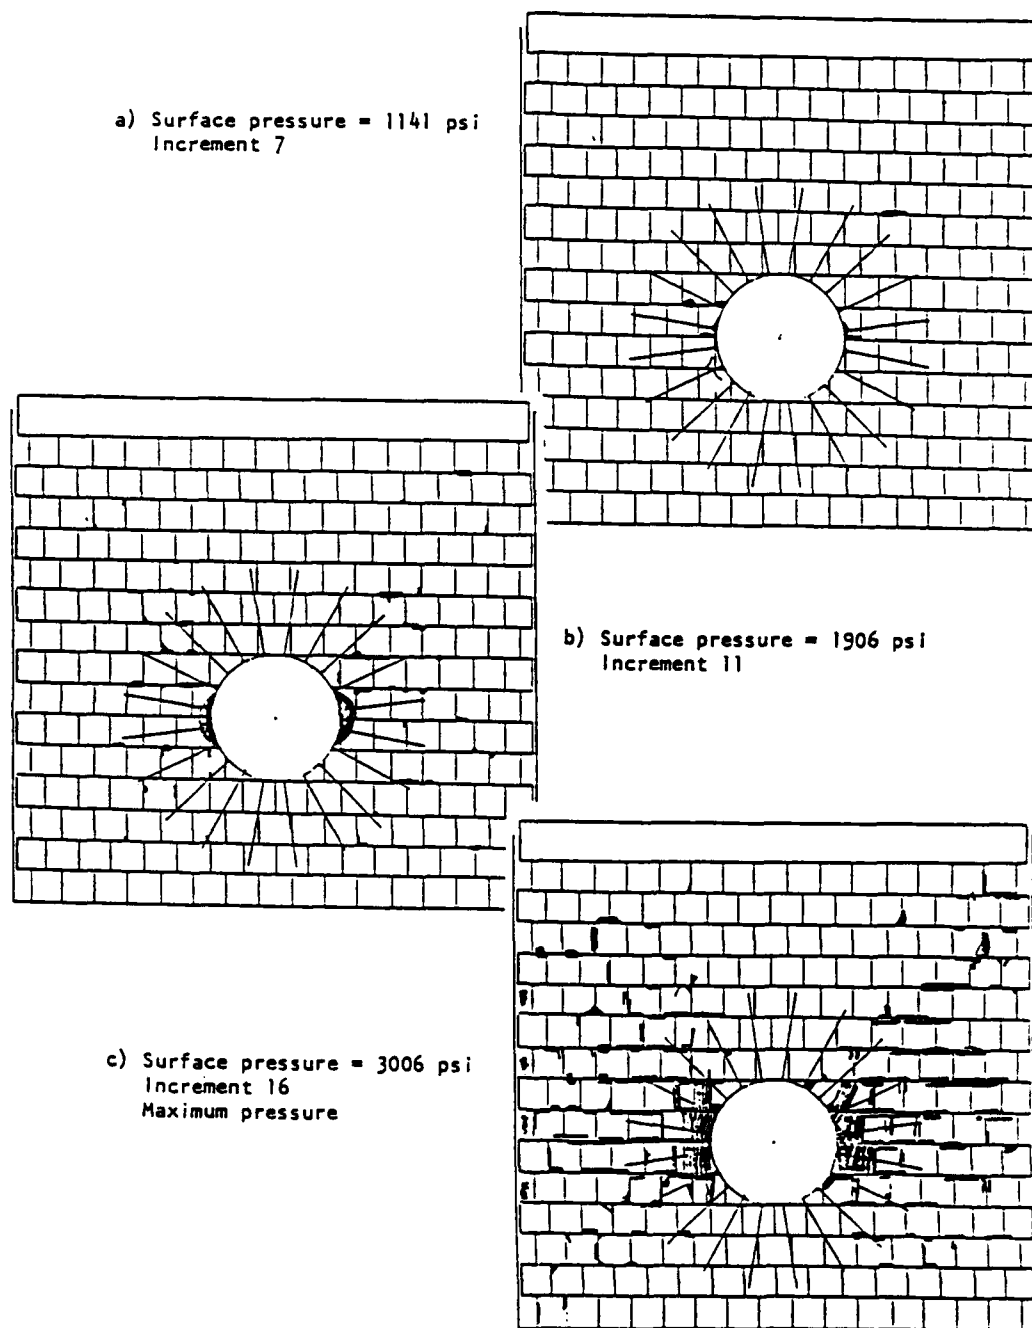 a) Surface pressure = 1141 psi
Increment 7
b) Surface pressure = 1906 psi
Increment 11
c) Surface pressure = 3006 psi
Increment 16
Maximum pressure